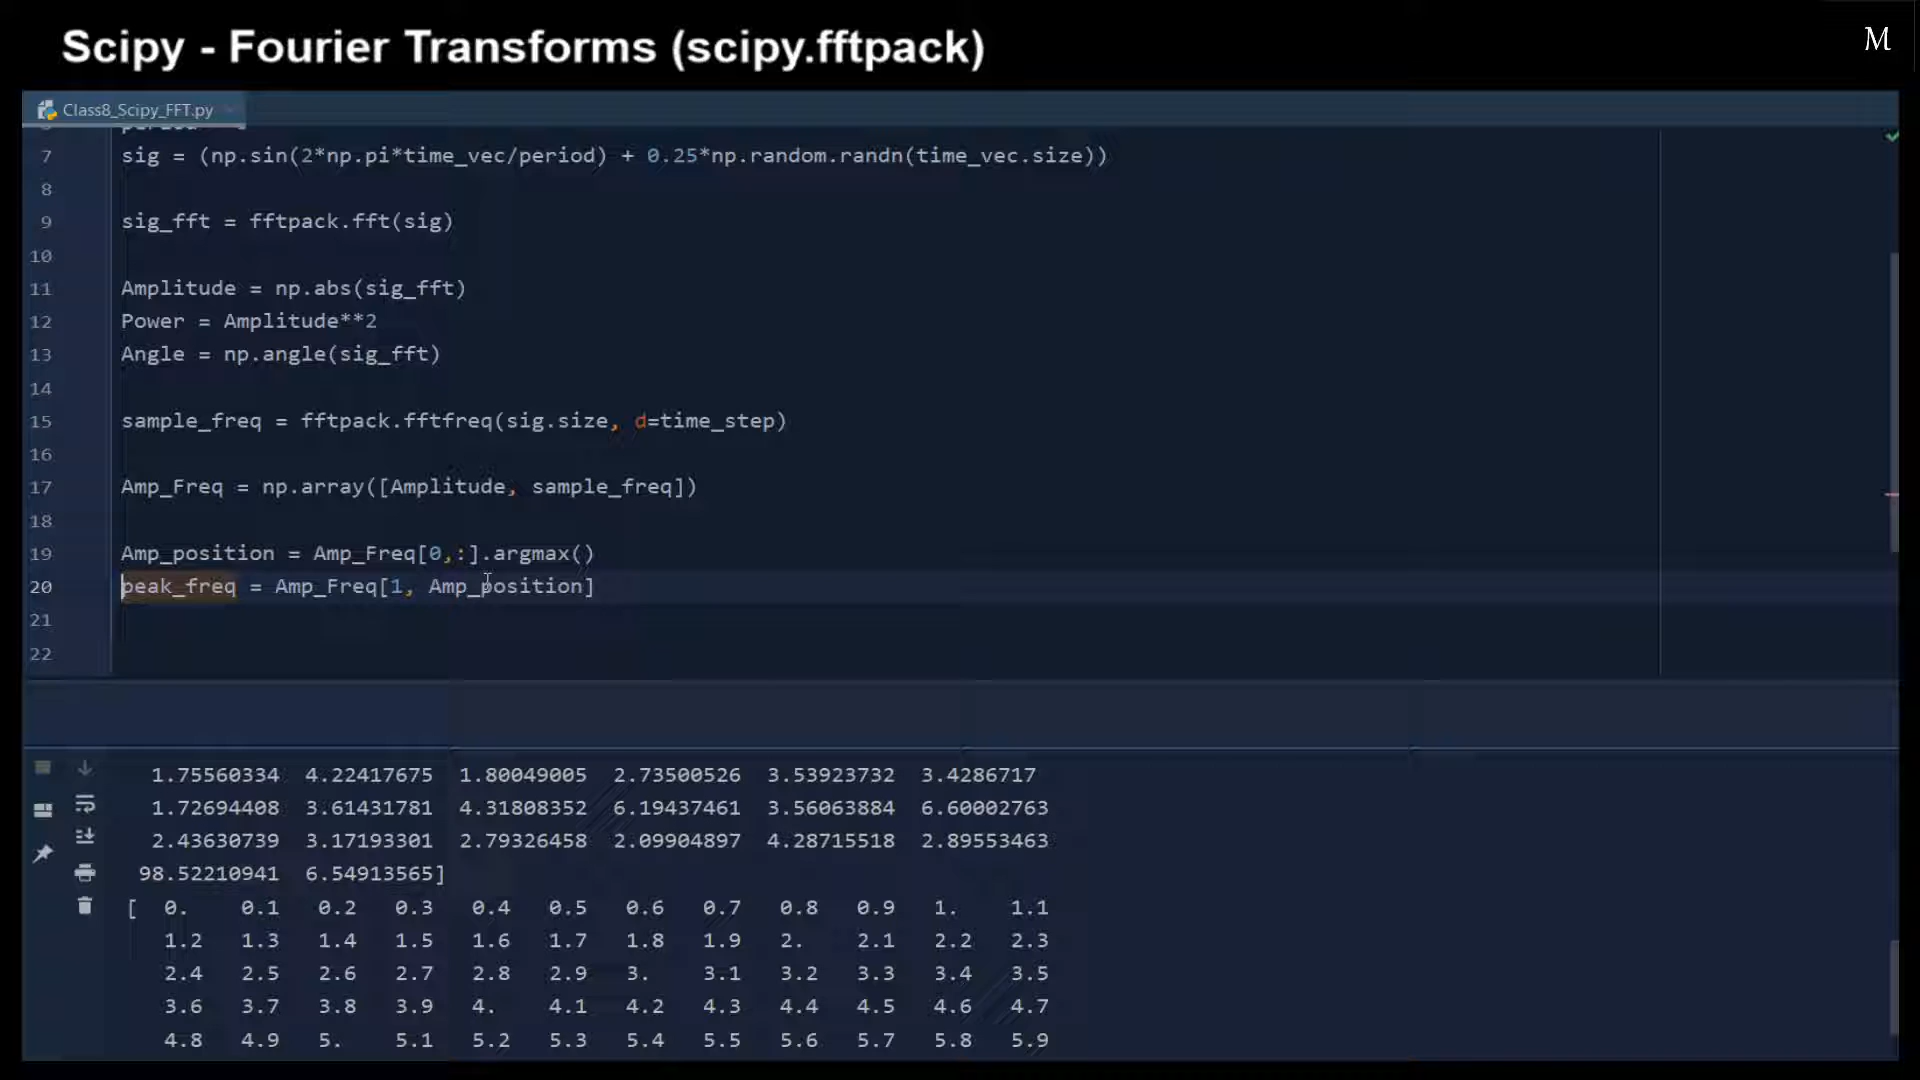 Scipy - Fourier Transforms (scipy.fftpack)
M
Class8_Scipy_FFT.py
7 sig = (np.sin(2*np.pi*time_vec/period) + 0.25*np.random.randn(time_vec.size))
8
9 sig_fft = fftpack.fft(sig)
10
11 Amplitude = np.abs(sig_fft)
12 Power = Amplitude**2
13 Angle = np.angle(sig_fft)
14
15 sample_freq = fftpack.fftfreq(sig.size, d=time_step)
16
17 Amp_Freq = np.array([Amplitude, sample_freq])
18
19 Amp_position = Amp_Freq[0,:].argmax()
20 peak_freq = Amp_Freq[1, Amp_position]
21
22
1.75560334 4.22417675 1.80049005 2.73500526 3.53923732 3.4286717
1.72694408 3.61431781 4.31808352 6.19437461 3.56063884 6.60002763
2.43630739 3.17193301 2.79326458 2.09904897 4.28715518 2.89553463
98.52210941 6.54913565]
[ 0. 0.1 0.2 0.3 0.4 0.5 0.6 0.7 0.8 0.9 1. 1.1
1.2 1.3 1.4 1.5 1.6 1.7 1.8 1.9 2. 2.1 2.2 2.3
2.4 2.5 2.6 2.7 2.8 2.9 3. 3.1 3.2 3.3 3.4 3.5
3.6 3.7 3.8 3.9 4. 4.1 4.2 4.3 4.4 4.5 4.6 4.7
4.8 4.9 5. 5.1 5.2 5.3 5.4 5.5 5.6 5.7 5.8 5.9